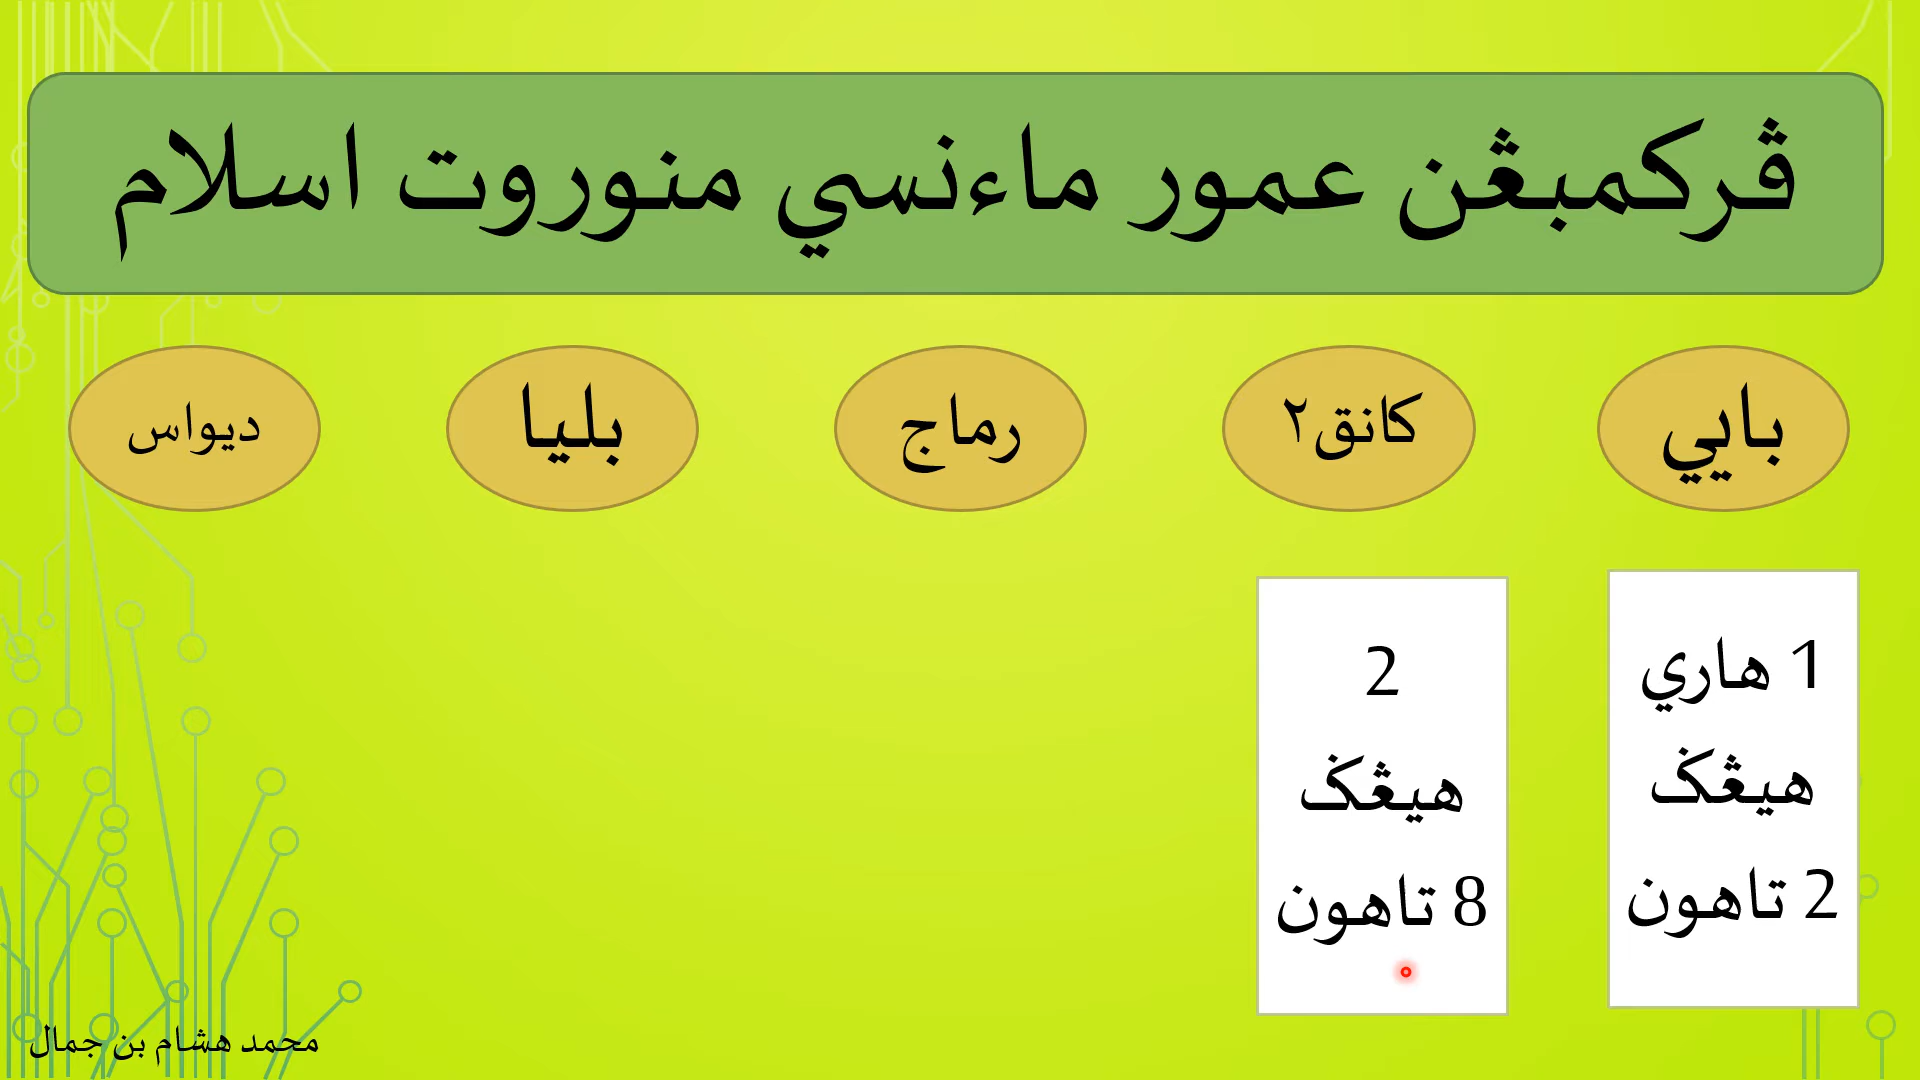 ڤركمبڠن عمور ماءنسي منوروت اسلام
بايي
كانق٢
رماج
بليا
ديواس
1 هاري
هيڠݢ
2 تاهون
2
هيڠݢ
8 تاهون
محمد هشام بن جمال